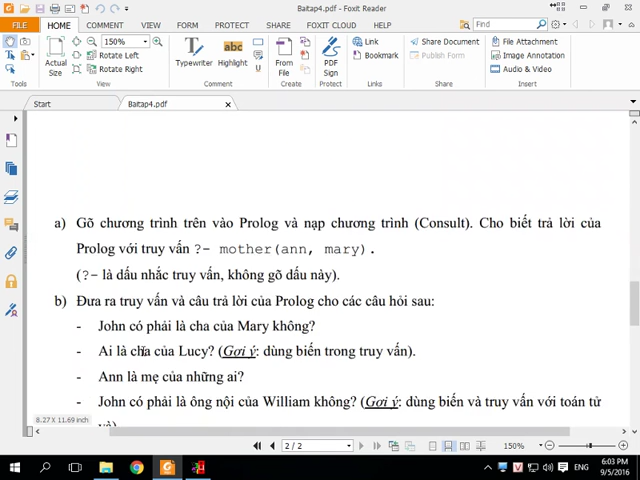 Baitap4.pdf - Foxit Reader
FILE HOME COMMENT VIEW FORM PROTECT SHARE FOXIT CLOUD HELP Find
Actual Size
150%
Rotate Left
Rotate Right
Typewriter
Highlight
From File
PDF Sign
Link
Bookmark
Share Document
Publish Form
File Attachment
Image Annotation
Audio & Video
Tools View Comment Create Protect Links Share Insert
Start Baitap4.pdf
a) Gõ chương trình trên vào Prolog và nạp chương trình (Consult). Cho biết trả lời của
Prolog với truy vấn ?- mother(ann, mary).
(?- là dấu nhắc truy vấn, không gõ dấu này).
b) Đưa ra truy vấn và câu trả lời của Prolog cho các câu hỏi sau:
- John có phải là cha của Mary không?
- Ai là cha của Lucy? (Gợi ý: dùng biến trong truy vấn).
- Ann là mẹ của những ai?
- John có phải là ông nội của William không? (Gợi ý: dùng biến và truy vấn với toán tử
và)
8.27 x 11.69 inch
2 / 2 150%
ENG 6:03 PM
9/5/2016